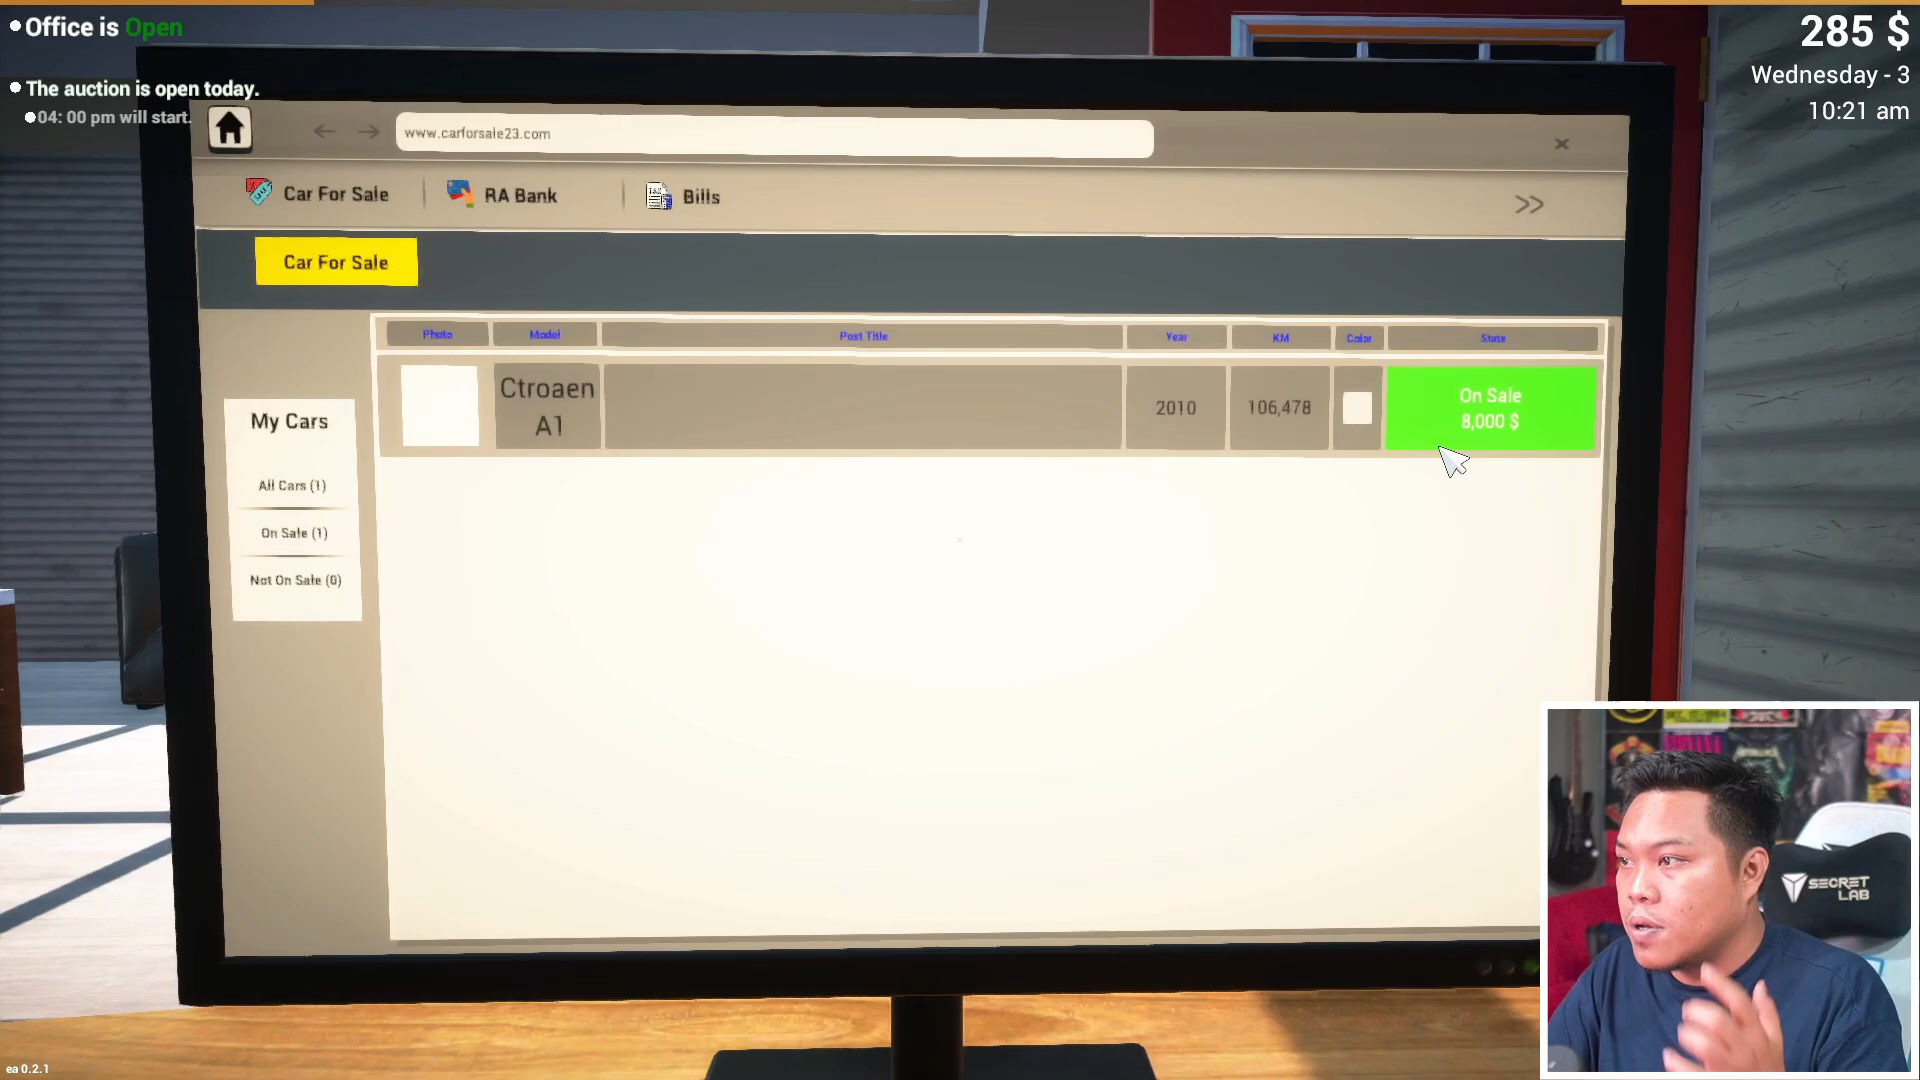 Office is Open
285 $
Wednesday - 3
10:21 am
The auction is open today.
04: 00 pm will start.
www.carforsale23.com
×
Car For Sale
RA Bank
Bills
>>
Car For Sale
Photo
Model
Post Title
Year
KM
Color
State
Ctroaen
A1
2010
106,478
On Sale
8,000 $
My Cars
All Cars (1)
On Sale (1)
Not On Sale (0)
SECRET
LAB
ea 0.2.1